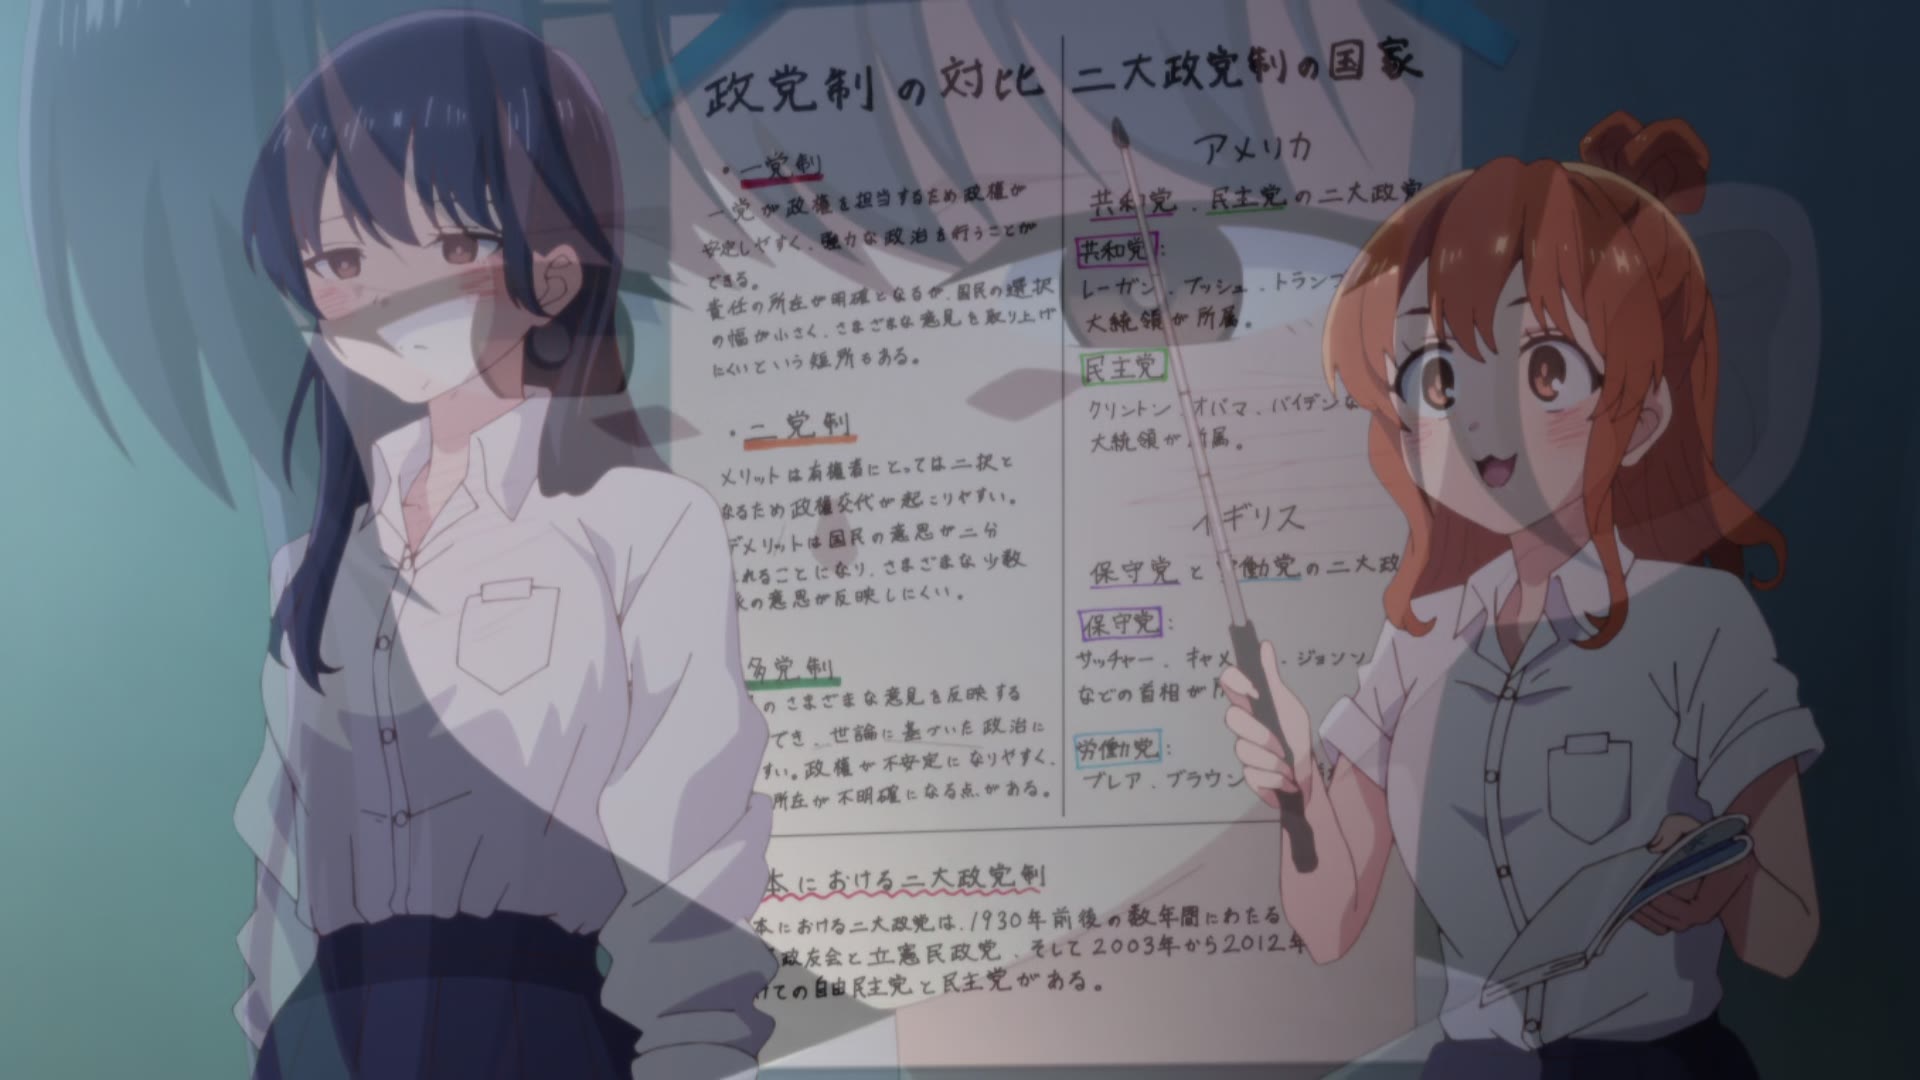 政党制の対比
・一党制
一党が政権を担当するため政権が
安定しやすく、強力な政治を行うことが
できる。
責任の所在が明確となるが、国民の選択
の幅が小さく、さまざまな意見を取り上げ
にくいという短所もある。
・二党制
メリットは有権者にとっては二択と
なるため政権交代が起こりやすい。
デメリットは国民の意思が二分
れることになり、さまざまな少数
の意思が反映しにくい。
多党制
のさまざまな意見を反映する
でき、世論に基づいた政治に
すい。政権が不安定になりやすく、
所在が不明確になる点がある。
二大政党制の国家
アメリカ
共和党、民主党の二大政党
共和党:
レーガン、ブッシュ、トランプ
大統領が所属。
民主党
クリントン、オバマ、バイデンな
大統領が 属。
イギリス
保守党と 働党の二大政
保守党:
サッチャー、キャメ 、ジョンソン
などの首相が
労働党:
ブレア、ブラウン
本における二大政党制
本における二大政党は、1930年前後の数年間にわたる
政友会と立憲民政党、そして2003年から2012年
けての自由民主党と民主党がある。